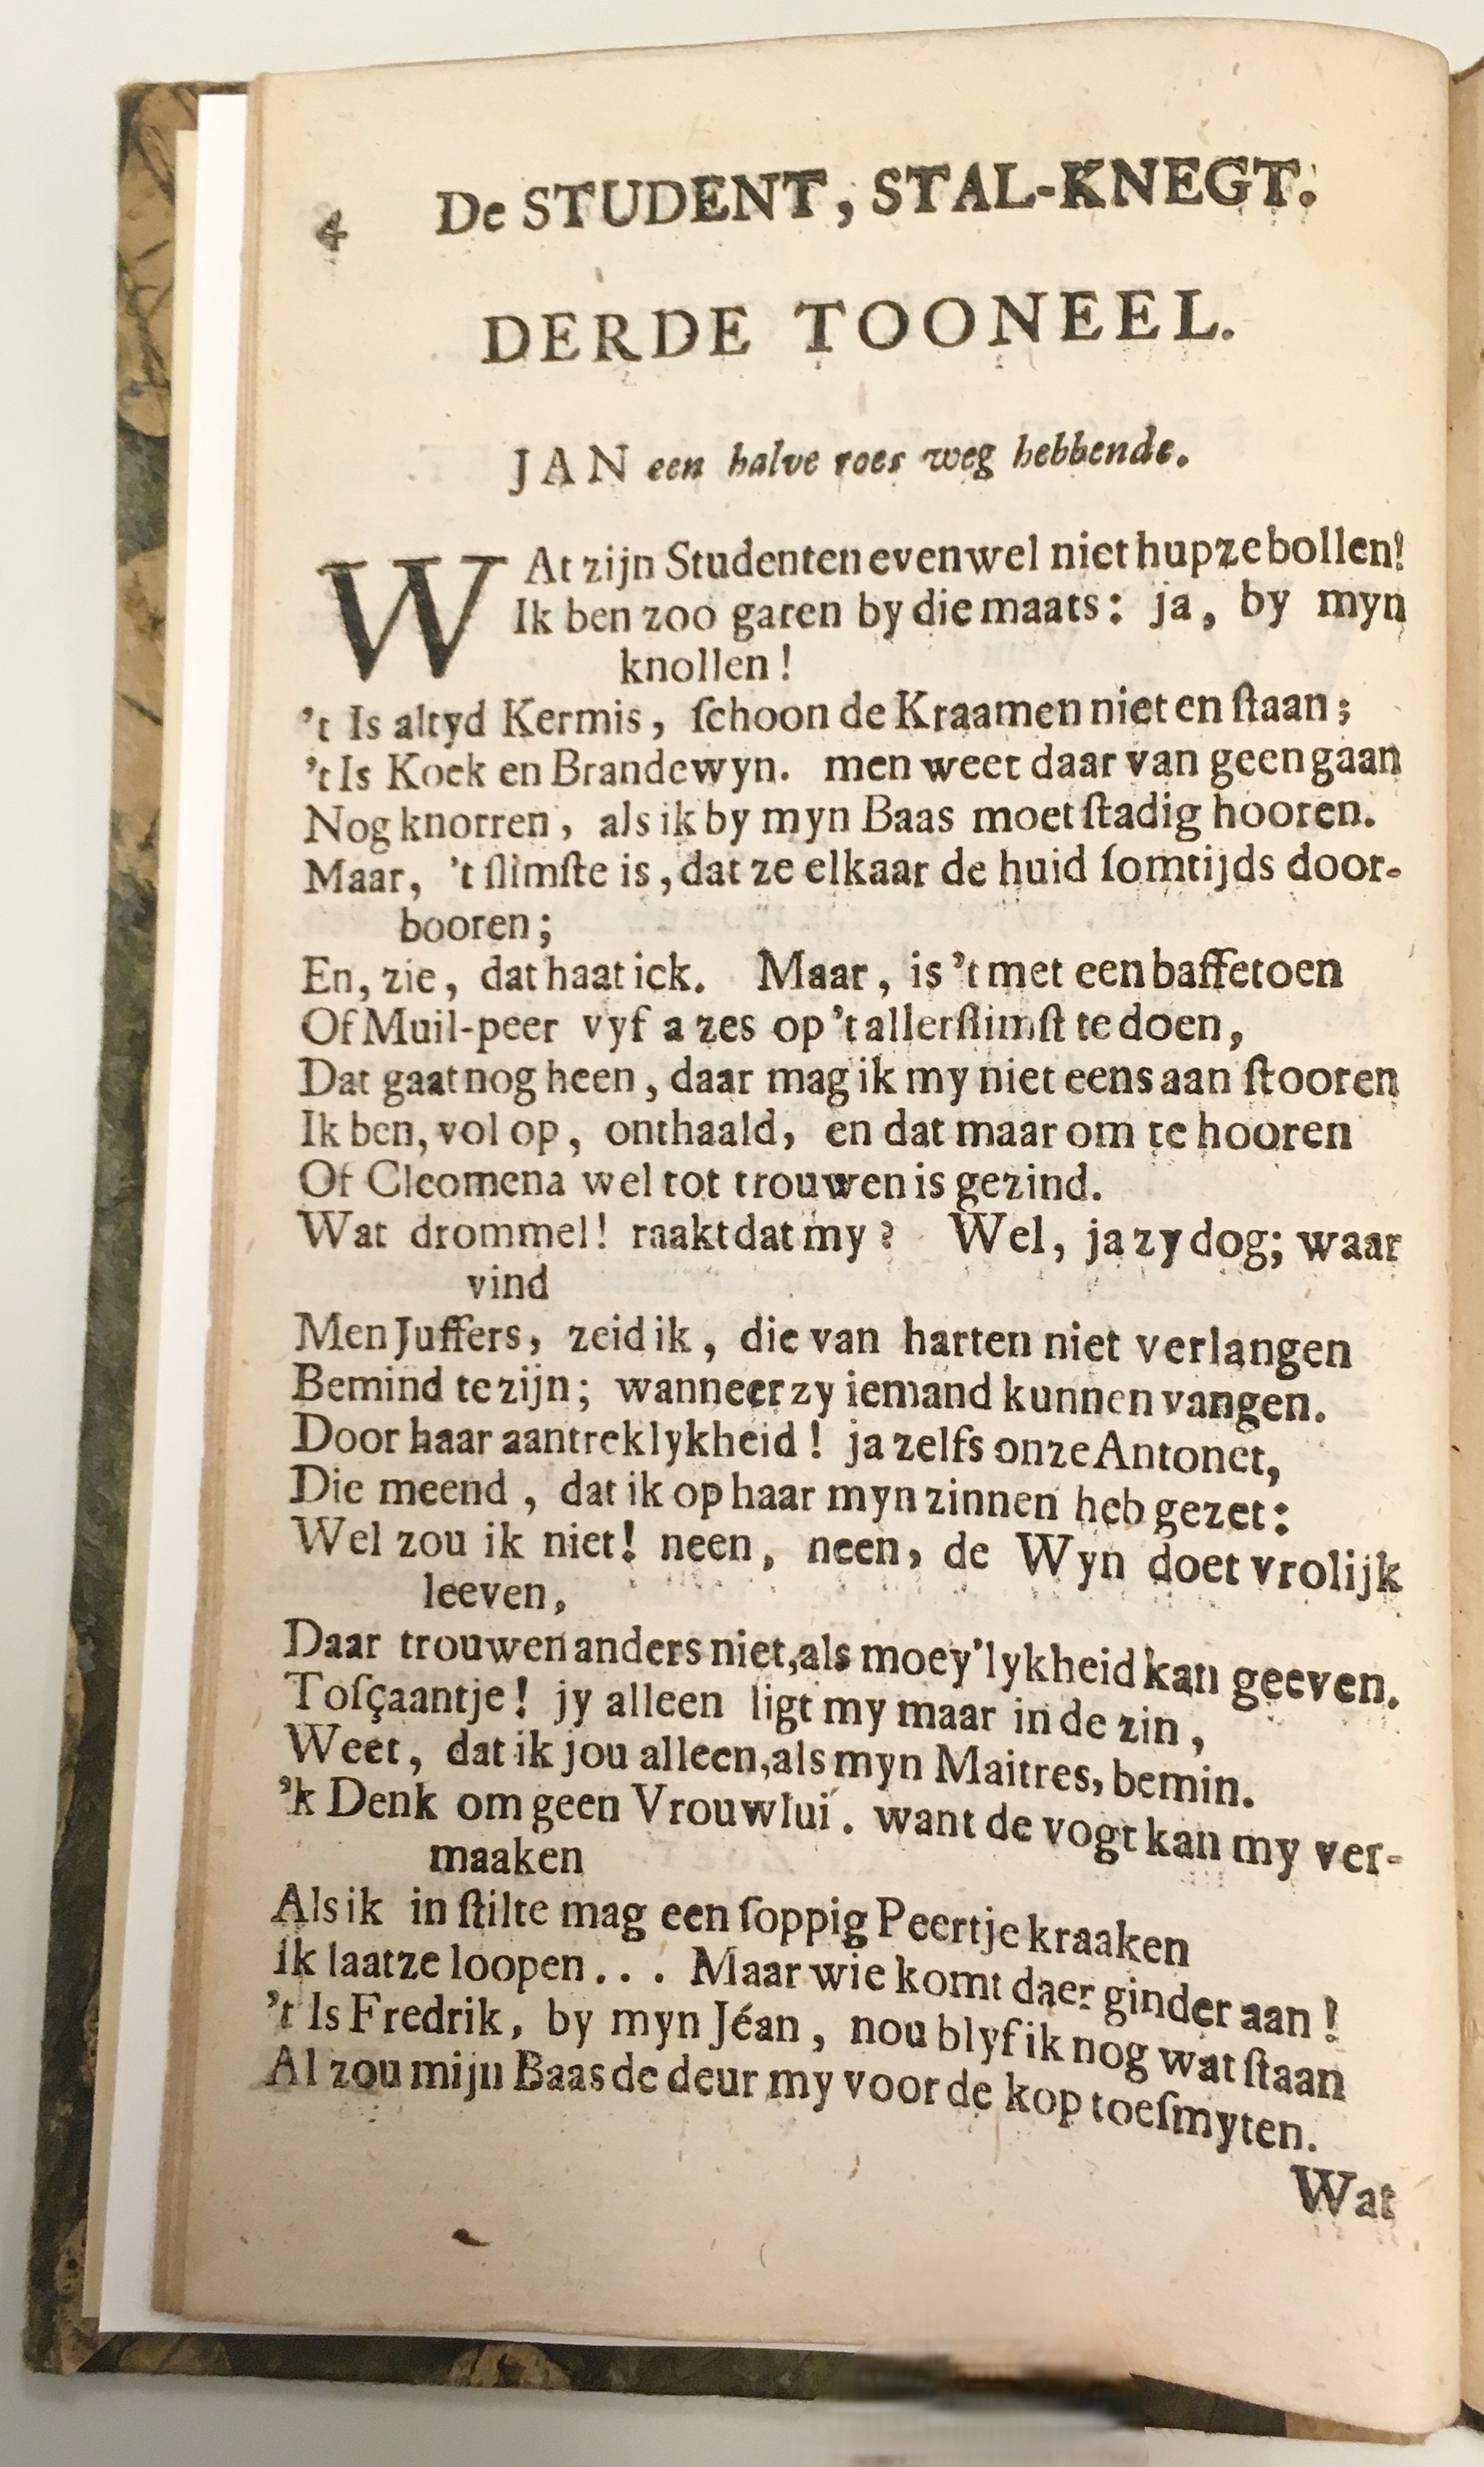 4 De STUDENT, STAL-KNEGT.
DERDE TOONEEL.
JAN een halve roes weg hebbende.
WAt zijn Studenten evenwel niet hupze bollen!
Ik ben zoo garen by die maats: ja, by myn
knollen!
't Is altyd Kermis, ſchoon de Kraamen niet en ſtaan;
't Is Koek en Brandewyn. men weet daar van geen gaan
Nog knorren, als ik by myn Baas moet ſtadig hooren.
Maar, 't ſlimſte is, dat ze elkaar de huid ſomtijds door-
booren;
En, zie, dat haat ick. Maar, is 't met een baffetoen
Of Muil-peer vyf a zes op 't allerſlimſt te doen,
Dat gaat nog heen, daar mag ik my niet eens aan ſtooren
Ik ben, vol op, onthaald, en dat maar om te hooren
Of Cleomena wel tot trouwen is gezind.
Wat drommel! raakt dat my? Wel, ja zy dog; waar
vind
Men Juffers, zeid ik, die van harten niet verlangen
Bemind te zijn; wanneer zy iemand kunnen vangen.
Door haar aantreklykheid! ja zelfs onze Antonet,
Die meend, dat ik op haar myn zinnen heb gezet:
Wel zou ik niet! neen, neen, de Wyn doet vrolijk
leeven,
Daar trouwen anders niet, als moey'lykheid kan geeven.
Toſçaantje! jy alleen ligt my maar in de zin,
Weet, dat ik jou alleen, als myn Maitres, bemin.
'k Denk om geen Vrouwlui. want de vogt kan my ver-
maaken
Als ik in ſtilte mag een ſoppig Peertje kraaken
ik laatze loopen... Maar wie komt daer ginder aan!
't Is Fredrik, by myn Jéan, nou blyf ik nog wat ſtaan
Al zou mijn Baas de deur my voor de kop toeſmyten.
Wat